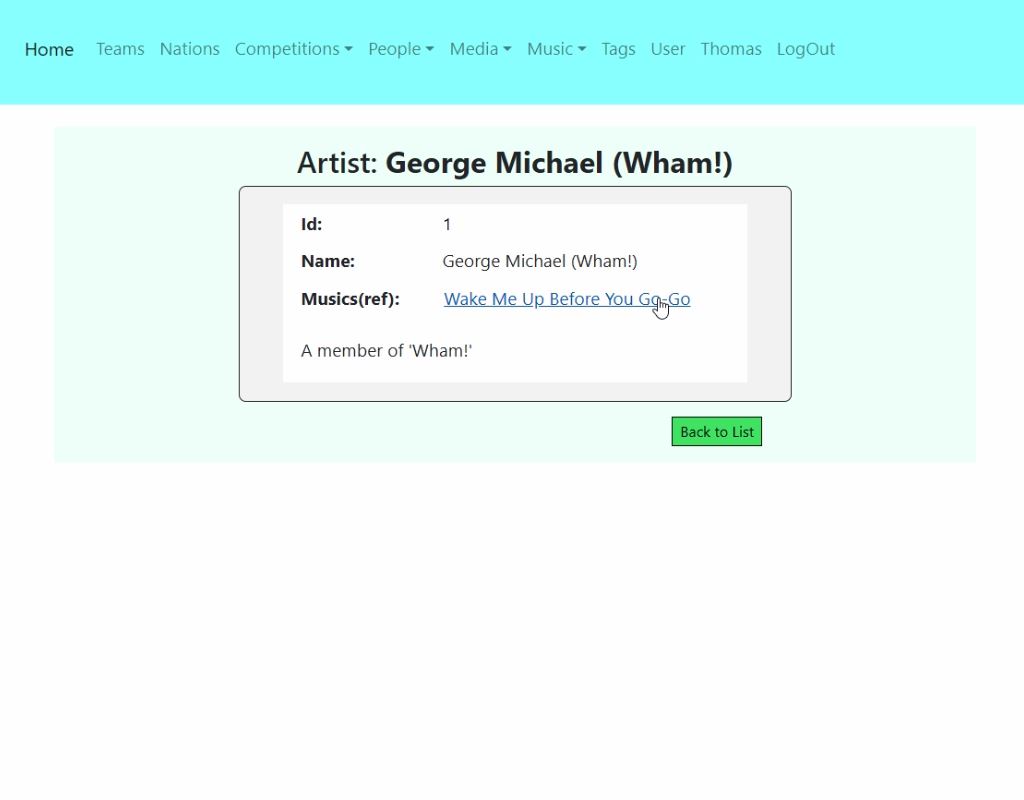 Home Teams Nations Competitions People Media Music Tags User Thomas LogOut
Artist: George Michael (Wham!)
Id: 1
Name: George Michael (Wham!)
Musics(ref): Wake Me Up Before You Go-Go
A member of 'Wham!'
Back to List